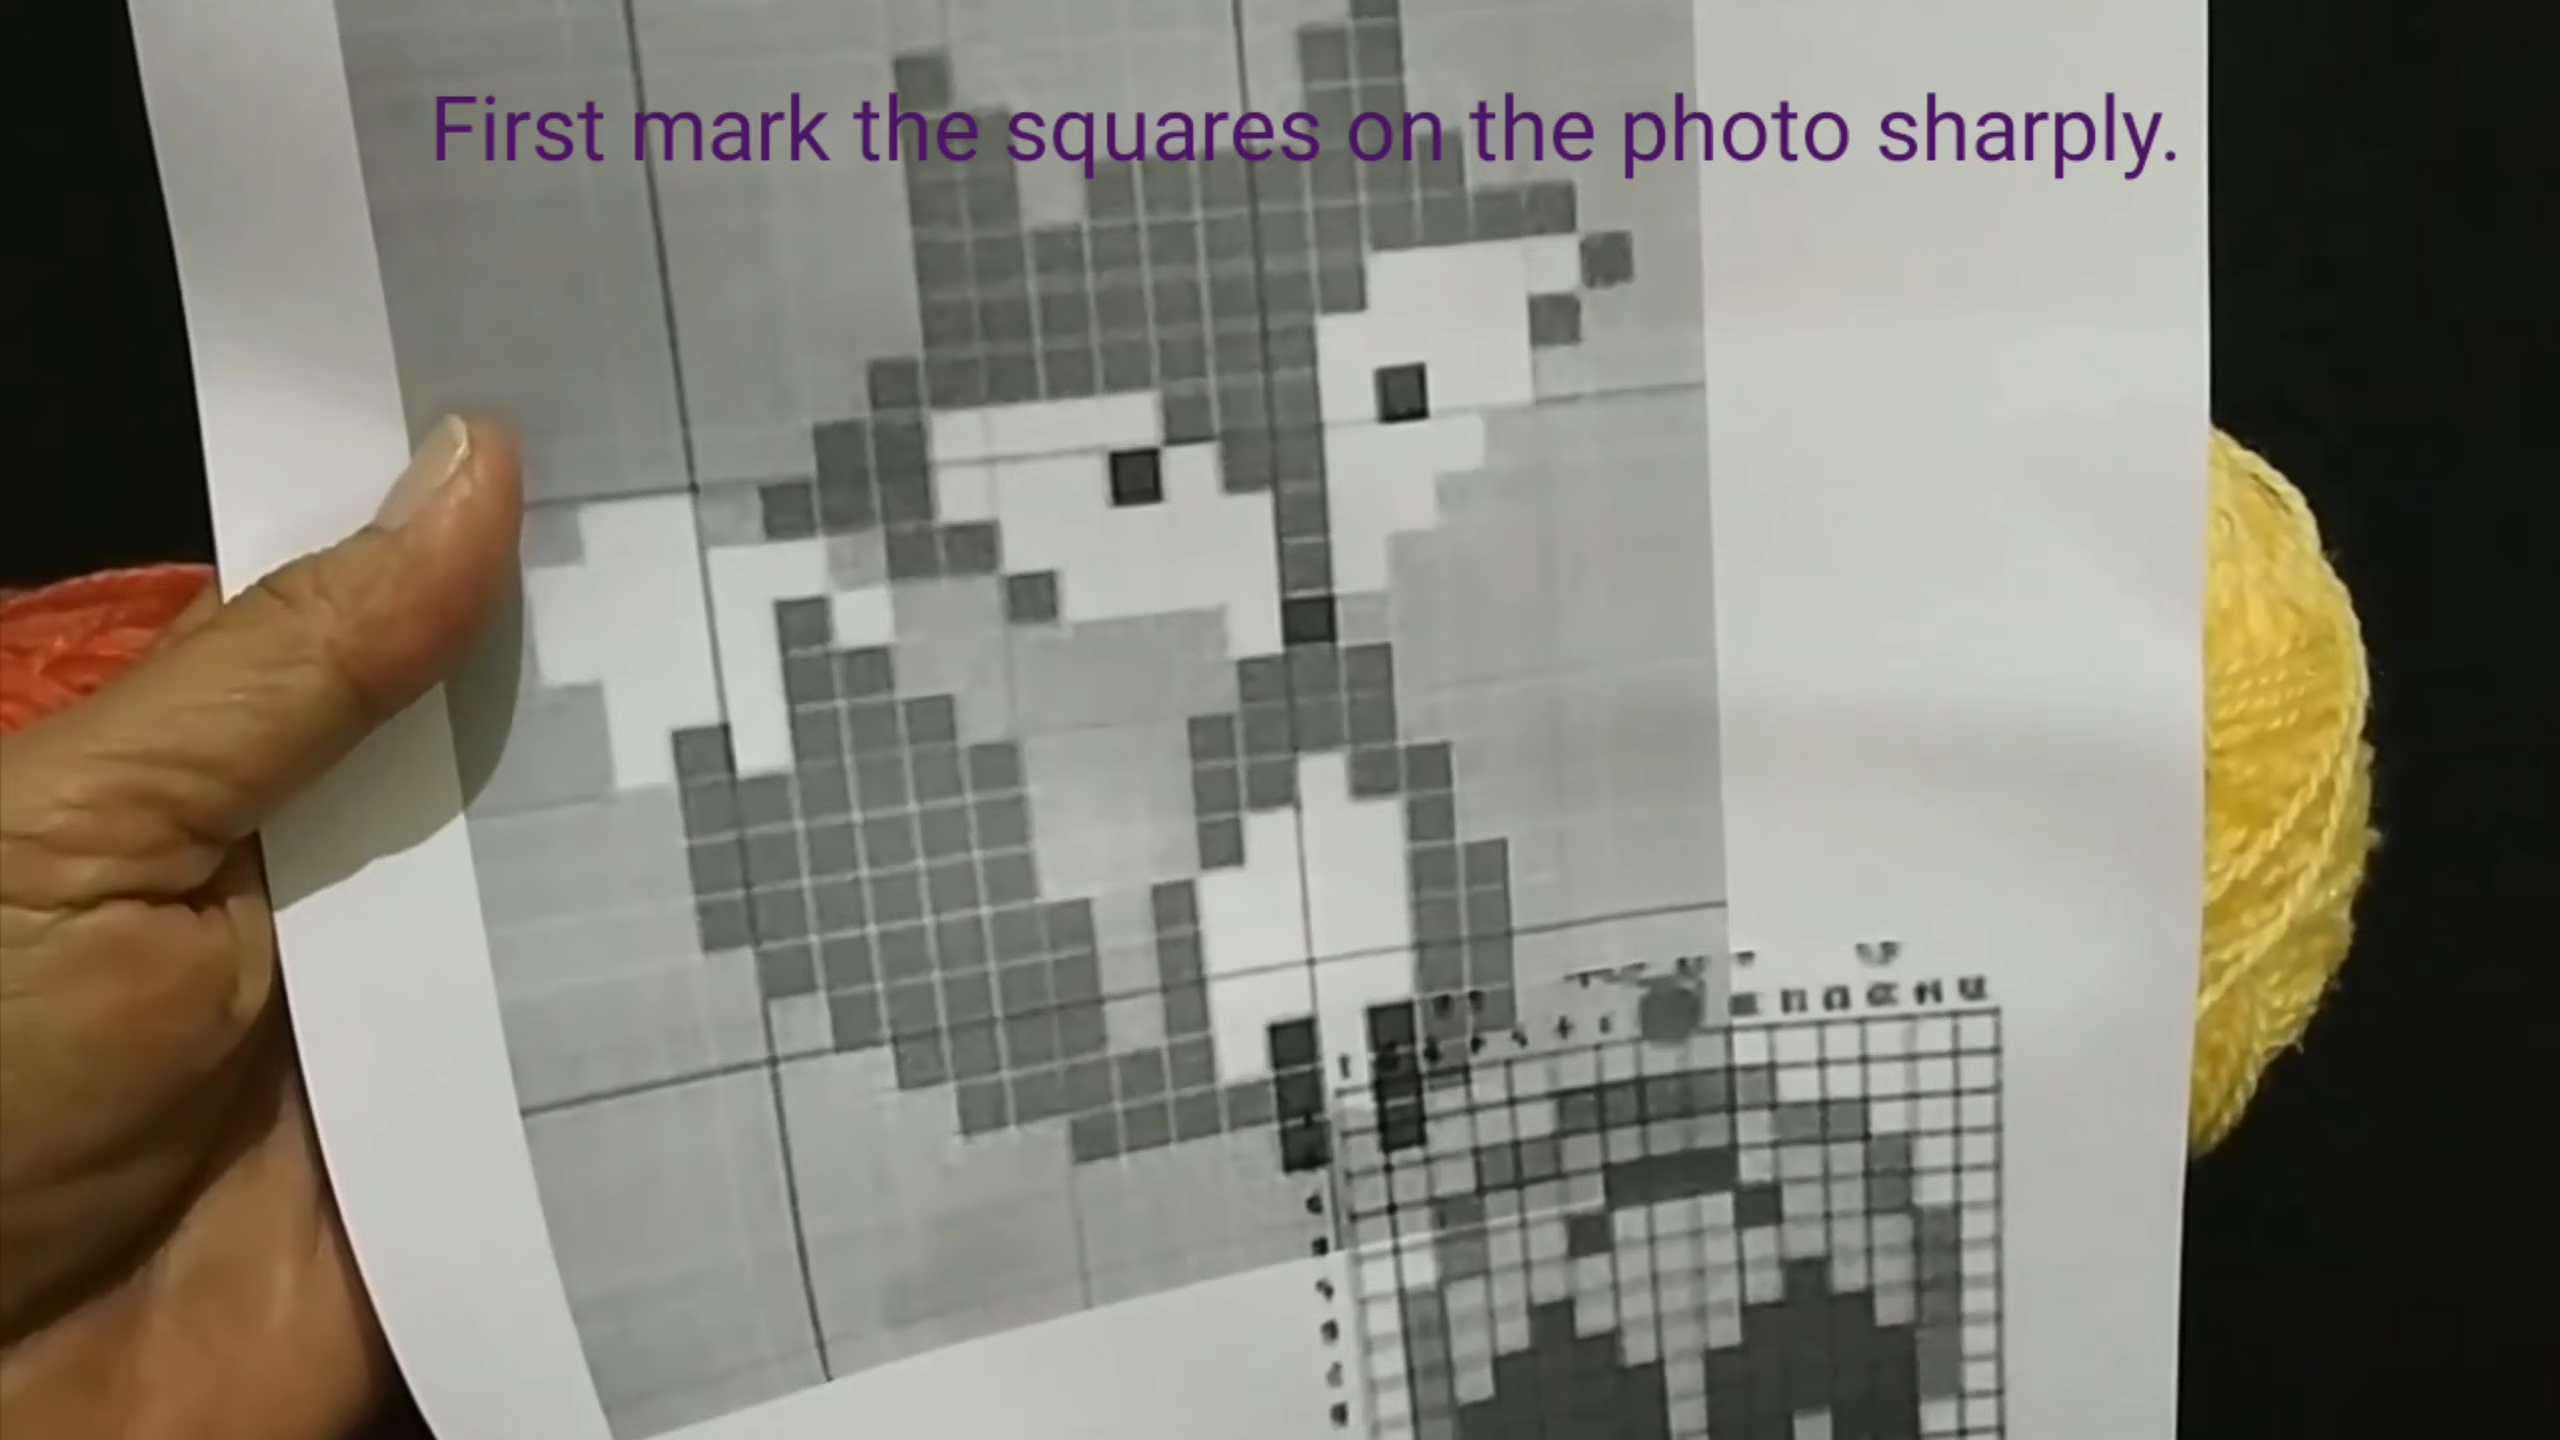 First mark the squares on the photo sharply.